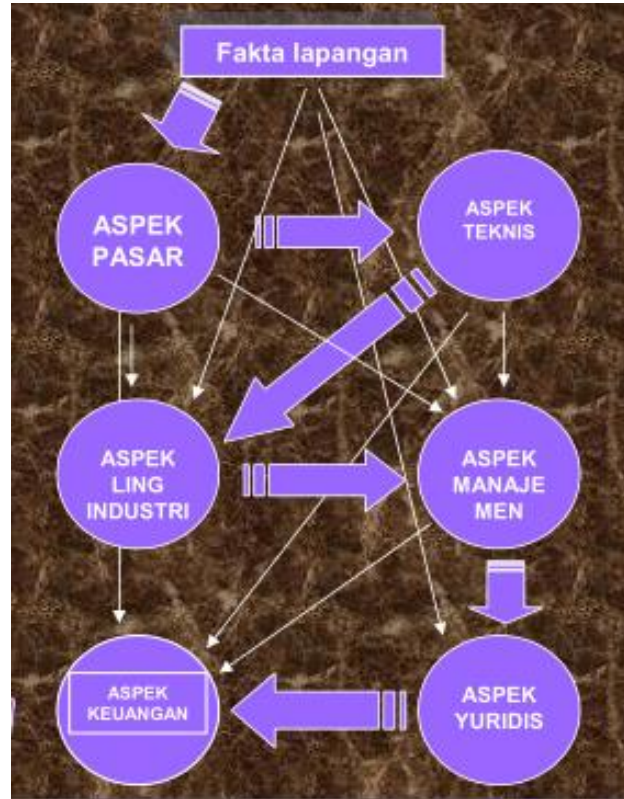 Fakta lapangan
ASPEK
PASAR
ASPEK
TEKNIS
ASPEK
LING
INDUSTRI
ASPEK
MANAJE
MEN
ASPEK
KEUANGAN
ASPEK
YURIDIS